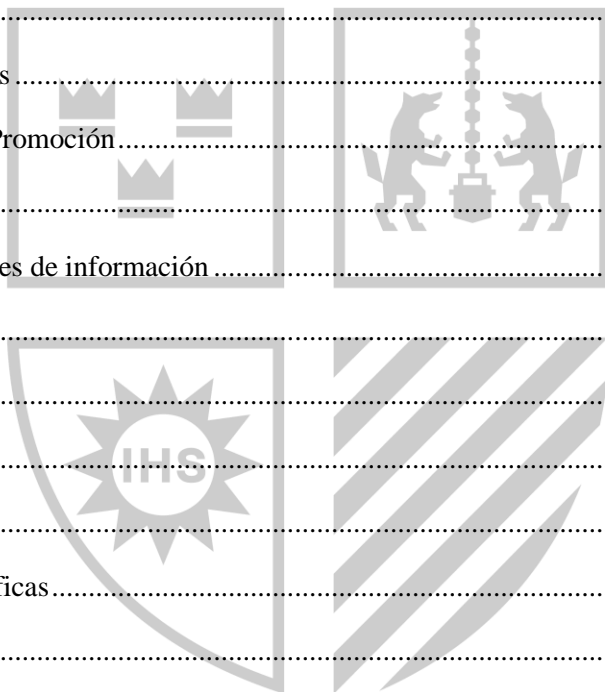 ....................................................................................
s ....................................................................................
Promoción....................................................................................
....................................................................................
es de información ....................................................................................
....................................................................................
....................................................................................
IHS
....................................................................................
....................................................................................
ficas....................................................................................
....................................................................................